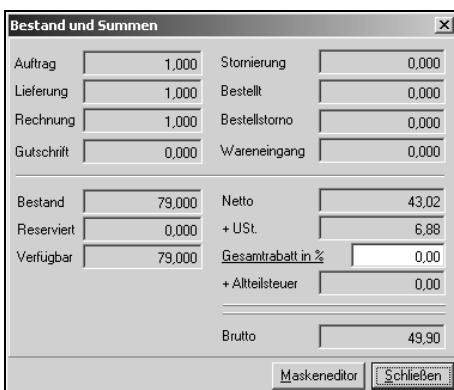 Bestand und Summen
Auftrag 1,000 Stornierung 0,000
Lieferung 1,000 Bestellt 0,000
Rechnung 1,000 Bestellstorno 0,000
Gutschrift 0,000 Wareneingang 0,000
Bestand 79,000 Netto 43,02
Reserviert 0,000 + USt. 6,88
Verfügbar 79,000 Gesamtrabatt in % 0,00
+ Altteilsteuer 0,00
Brutto 49,90
Maskeneditor Schließen